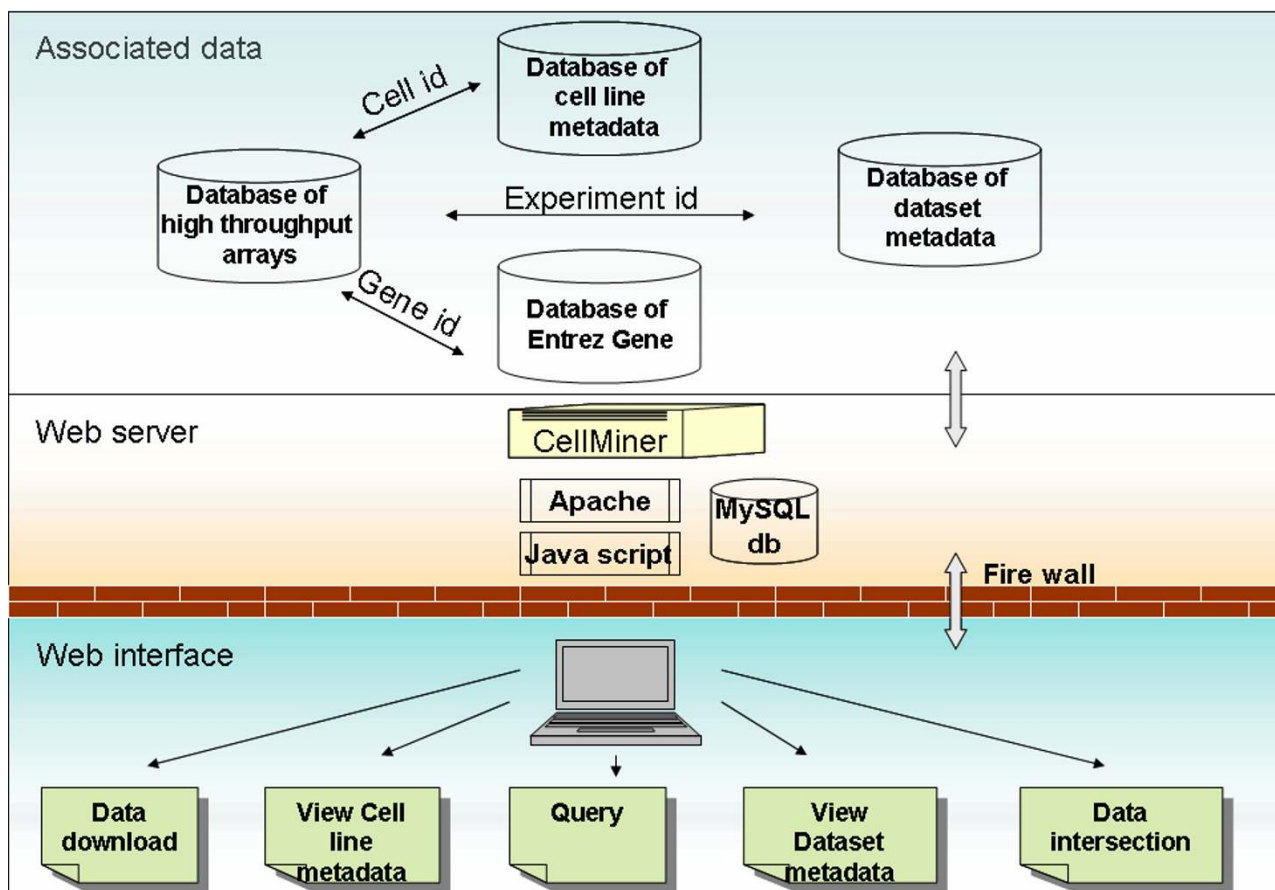 Associated data
Cell id
Database of
cell line
metadata
Database of
high throughput
arrays
Experiment id
Database of
dataset
metadata
Gene id
Database of
Entrez Gene
Web server
CellMiner
Apache
Java script
MySQL
db
Fire wall
Web interface
Data
download
View Cell
line
metadata
Query
View
Dataset
metadata
Data
intersection